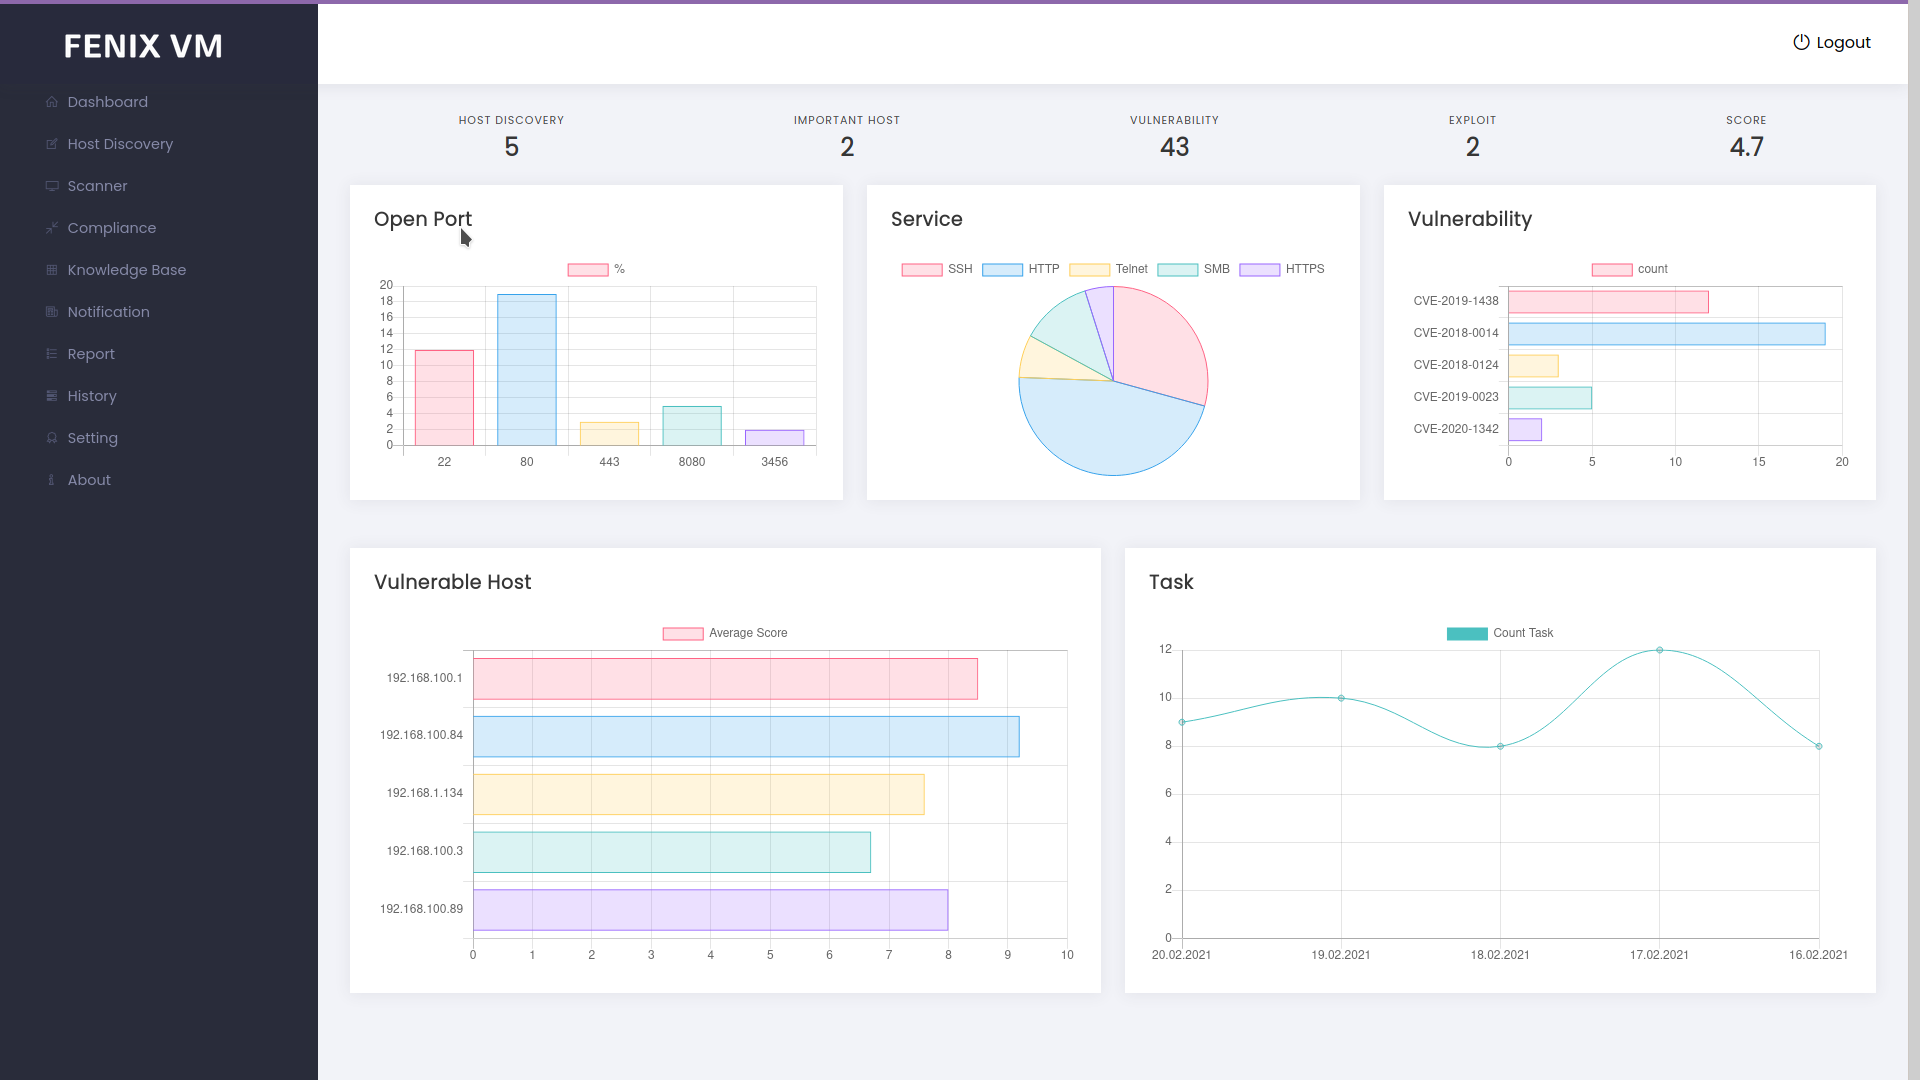 FENIX VM
Logout
Dashboard
Host Discovery
Scanner
Compliance
Knowledge Base
Notification
Report
History
Setting
About
HOST DISCOVERY
5
IMPORTANT HOST
2
VULNERABILITY
43
EXPLOIT
2
SCORE
4.7
Open Port
%
20
18
16
14
12
10
8
6
4
2
0
22 80 443 8080 3456
Service
SSH HTTP Telnet SMB HTTPS
Vulnerability
count
CVE-2019-1438
CVE-2018-0014
CVE-2018-0124
CVE-2019-0023
CVE-2020-1342
0 5 10 15 20
Vulnerable Host
Average Score
192.168.100.1
192.168.100.84
192.168.1.134
192.168.100.3
192.168.100.89
0 1 2 3 4 5 6 7 8 9 10
Task
Count Task
12
10
8
6
4
2
0
20.02.2021 19.02.2021 18.02.2021 17.02.2021 16.02.2021